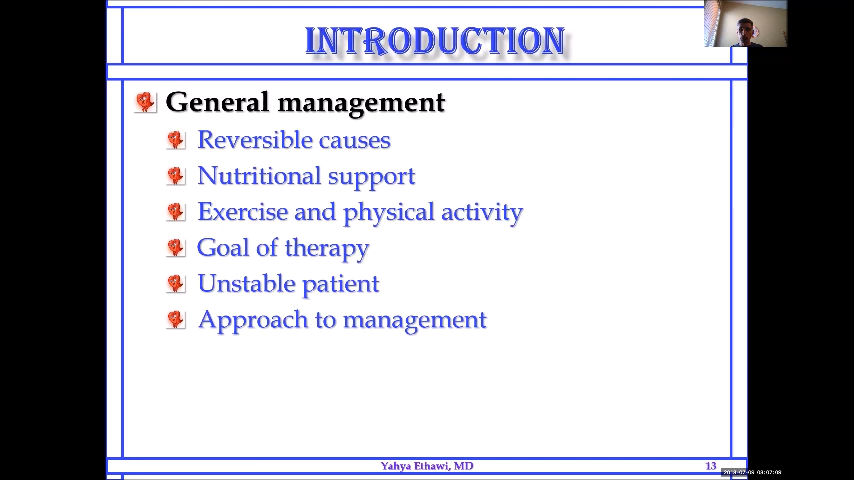 INTRODUCTION
General management
Reversible causes
Nutritional support
Exercise and physical activity
Goal of therapy
Unstable patient
Approach to management
Yahya Ethawi, MD
13